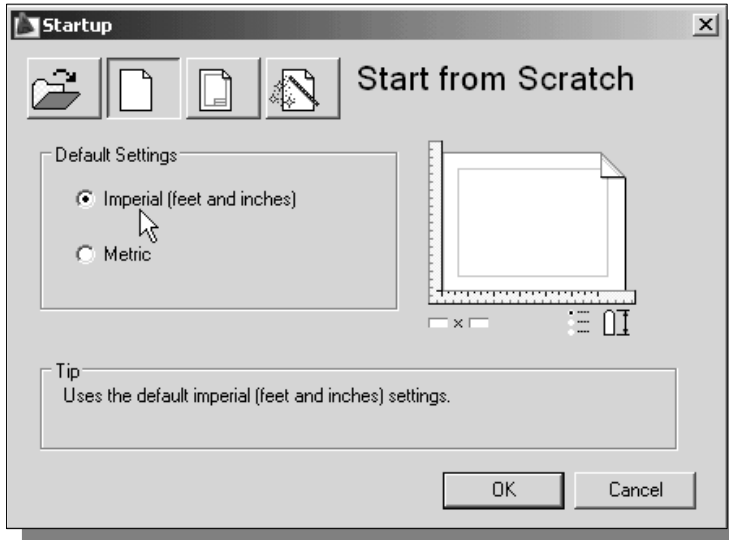 Startup
Start from Scratch
Default Settings
Imperial (feet and inches)
Metric
Tip
Uses the default imperial (feet and inches) settings.
OK
Cancel